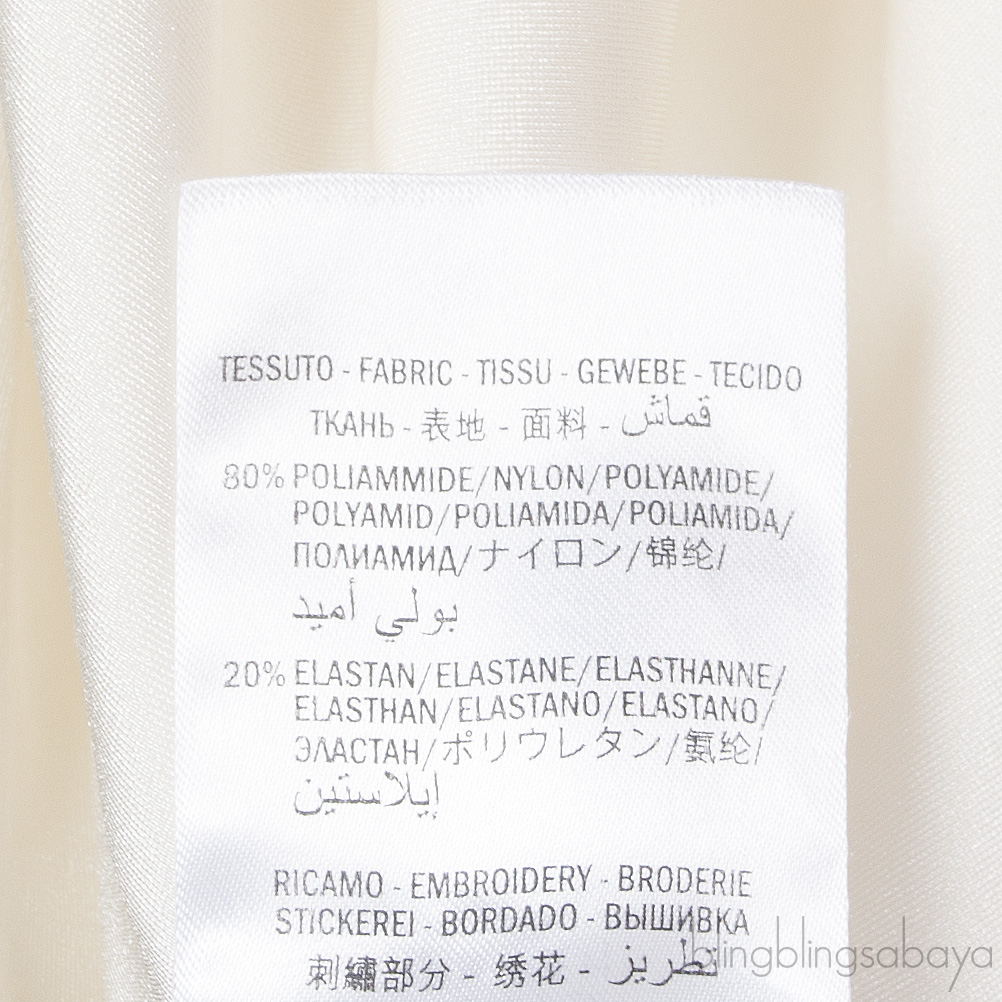 TESSUTO - FABRIC - TISSU - GEWEBE - TECIDO
ТКАНЬ - 表地 - 面料 - قماش
80% POLIAMMIDE/NYLON/POLYAMIDE/
POLYAMID/POLIAMIDA/POLIAMIDA/
ПОЛИАМИД/ナイロン/锦纶/
بولي أميد
20% ELASTAN/ELASTANE/ELASTHANNE/
ELASTHAN/ELASTANO/ELASTANO/
ЭЛАСТАН/ポリウレタン/氨纶/
إيلاستين
RICAMO - EMBROIDERY - BRODERIE
STICKEREI - BORDADO - ВЫШИВКА
刺繍部分 - 绣花 - تطريز
blingblingsabaya